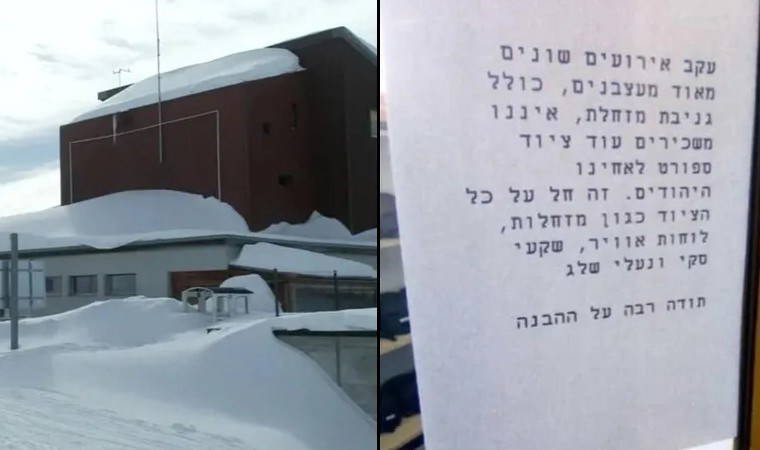 עקב אירועים שונים
מאוד מעצבנים, כולל
גניבת מזחלת, איננו
משכירים עוד ציוד
ספורט לאחינו
היהודים. זה חל על כל
הציוד כגון מזחלות,
לוחות אוויר, שקעי
סקי ונעלי שלג
תודה רבה על ההבנה